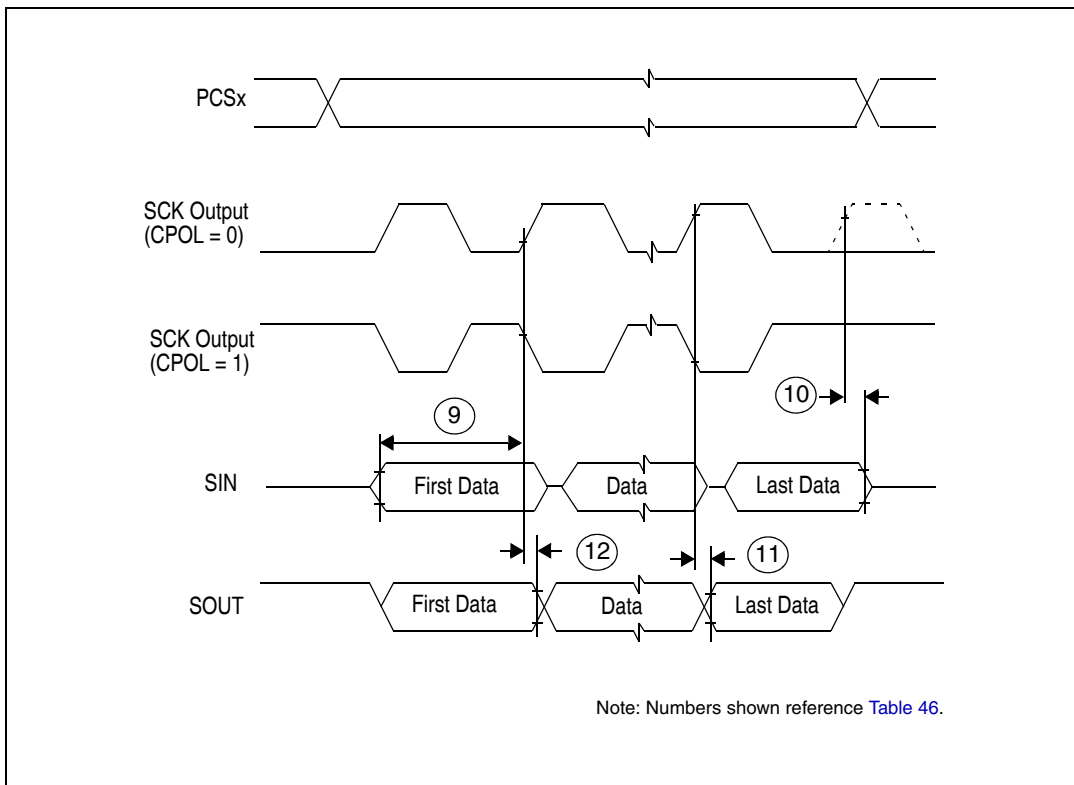 PCSx
SCK Output
(CPOL = 0)
SCK Output
(CPOL = 1)
10
9
SIN
First Data
Data
Last Data
12
11
SOUT
First Data
Data
Last Data
Note: Numbers shown reference Table 46.